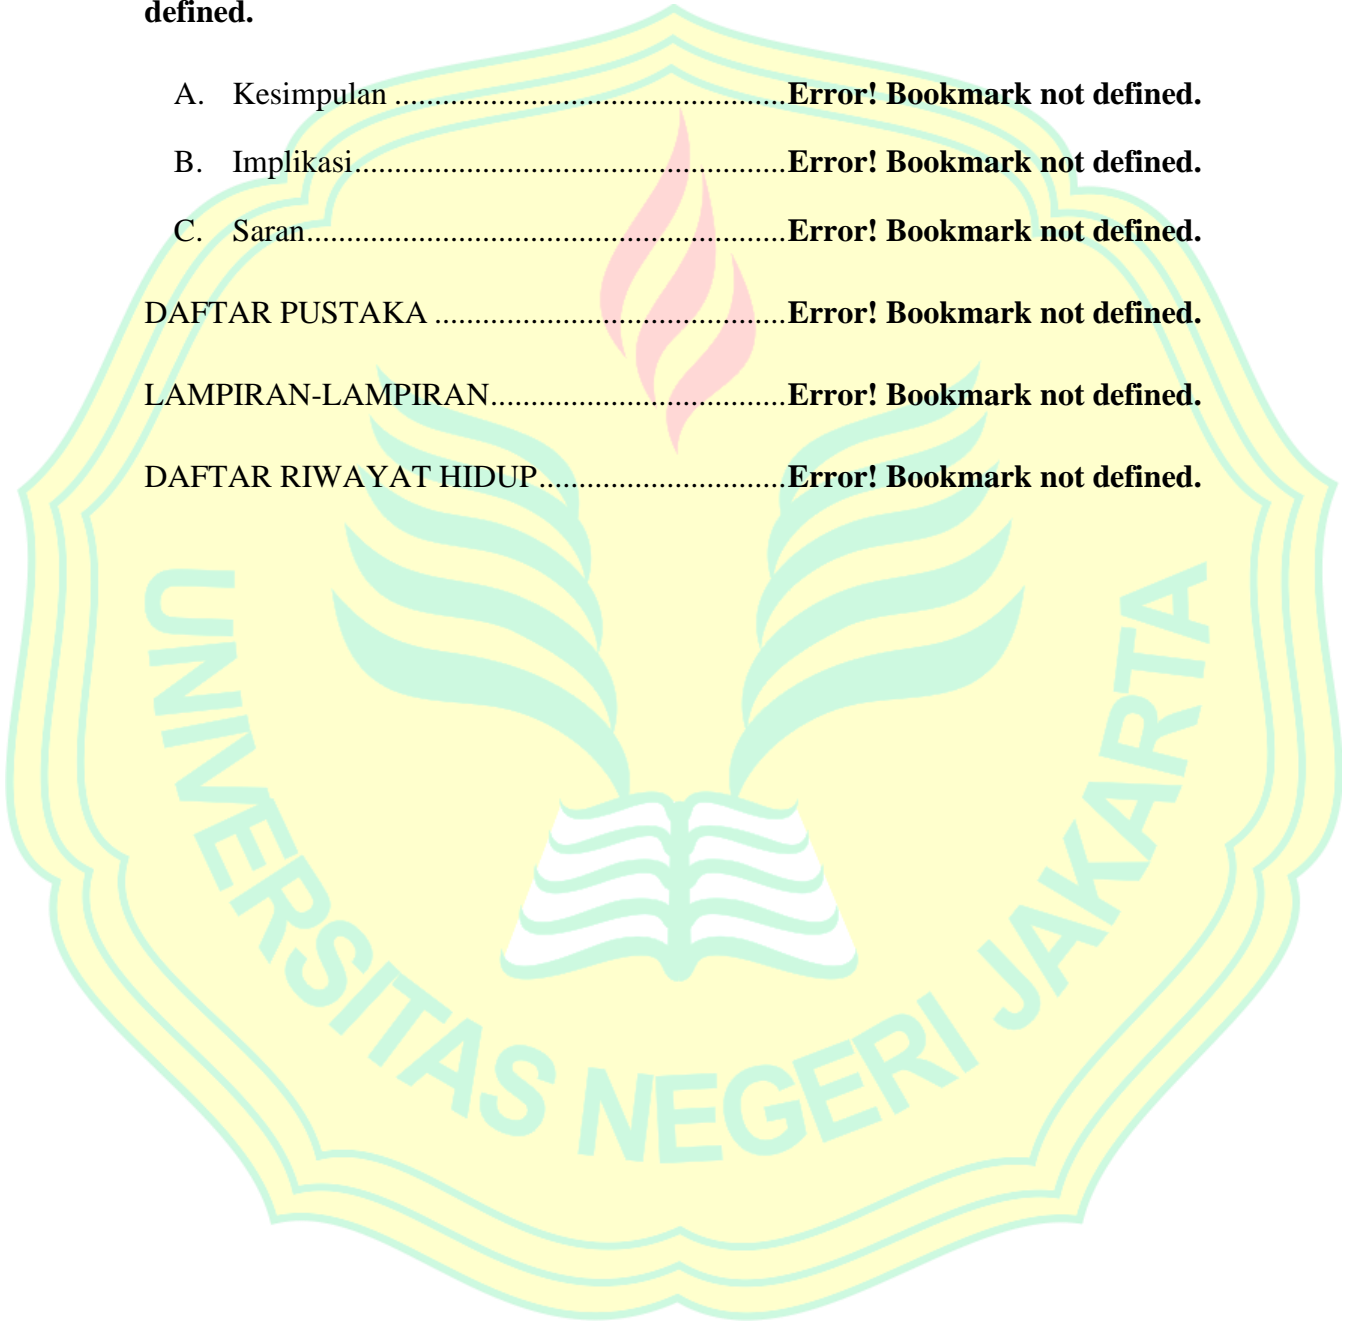 defined.
A. Kesimpulan ................................................Error! Bookmark not defined.
B. Implikasi.....................................................Error! Bookmark not defined.
C. Saran...........................................................Error! Bookmark not defined.
DAFTAR PUSTAKA ...........................................Error! Bookmark not defined.
LAMPIRAN-LAMPIRAN....................................Error! Bookmark not defined.
DAFTAR RIWAYAT HIDUP..............................Error! Bookmark not defined.
UNIVERSITAS NEGERI JAKARTA